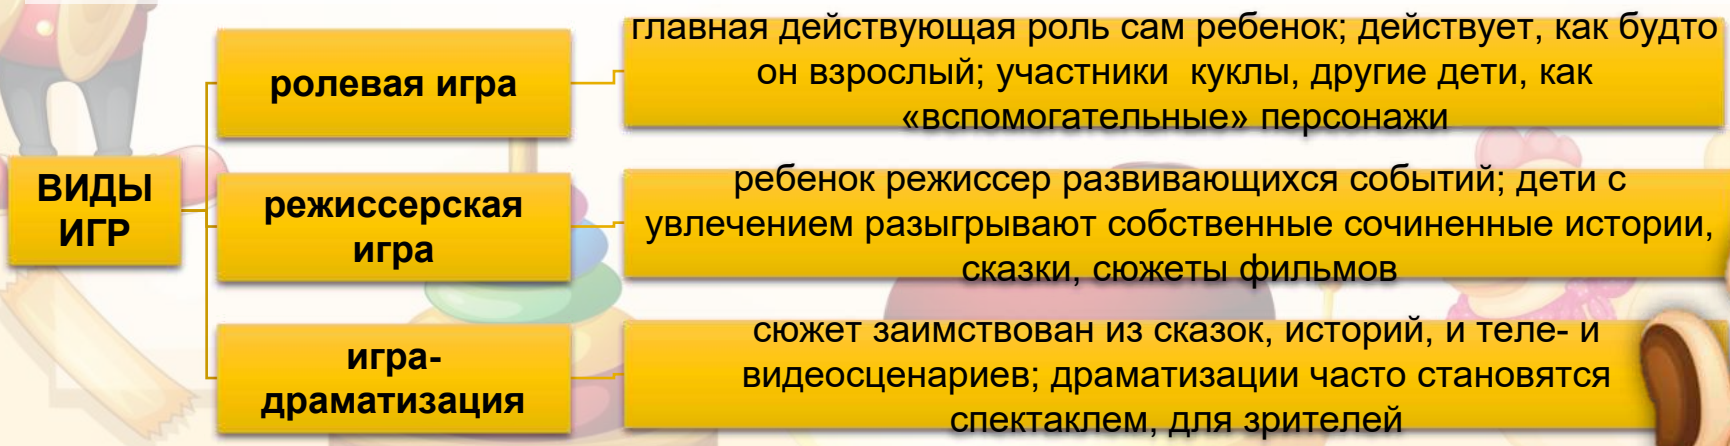 ВИДЫ
ИГР
ролевая игра
главная действующая роль сам ребенок; действует, как будто
он взрослый; участники  куклы, другие дети, как
«вспомогательные» персонажи
режиссерская
игра
ребенок режиссер развивающихся событий; дети с
увлечением разыгрывают собственные сочиненные истории,
сказки, сюжеты фильмов
игра-
драматизация
сюжет заимствован из сказок, историй, и теле- и
видеосценариев; драматизации часто становятся
спектаклем, для зрителей